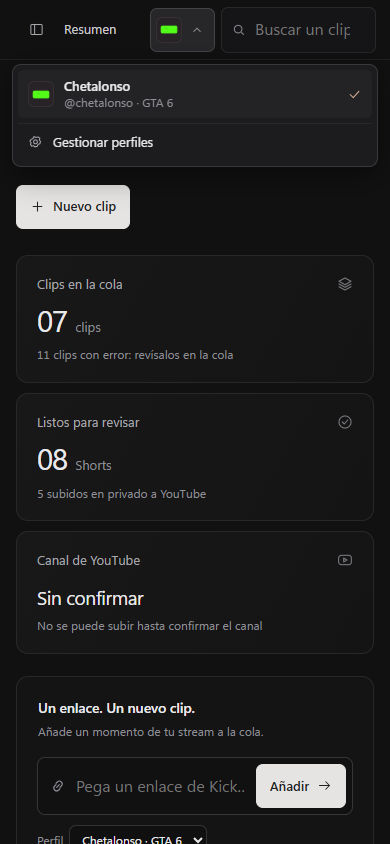 Resumen
Buscar un clip
Chetalonso
@chetalonso · GTA 6
Gestionar perfiles
Nuevo clip
Clips en la cola
07 clips
11 clips con error: revísalos en la cola
Listos para revisar
08 Shorts
5 subidos en privado a YouTube
Canal de YouTube
Sin confirmar
No se puede subir hasta confirmar el canal
Un enlace. Un nuevo clip.
Añade un momento de tu stream a la cola.
Pega un enlace de Kick...
Añadir
Perfil Chetalonso · GTA 6